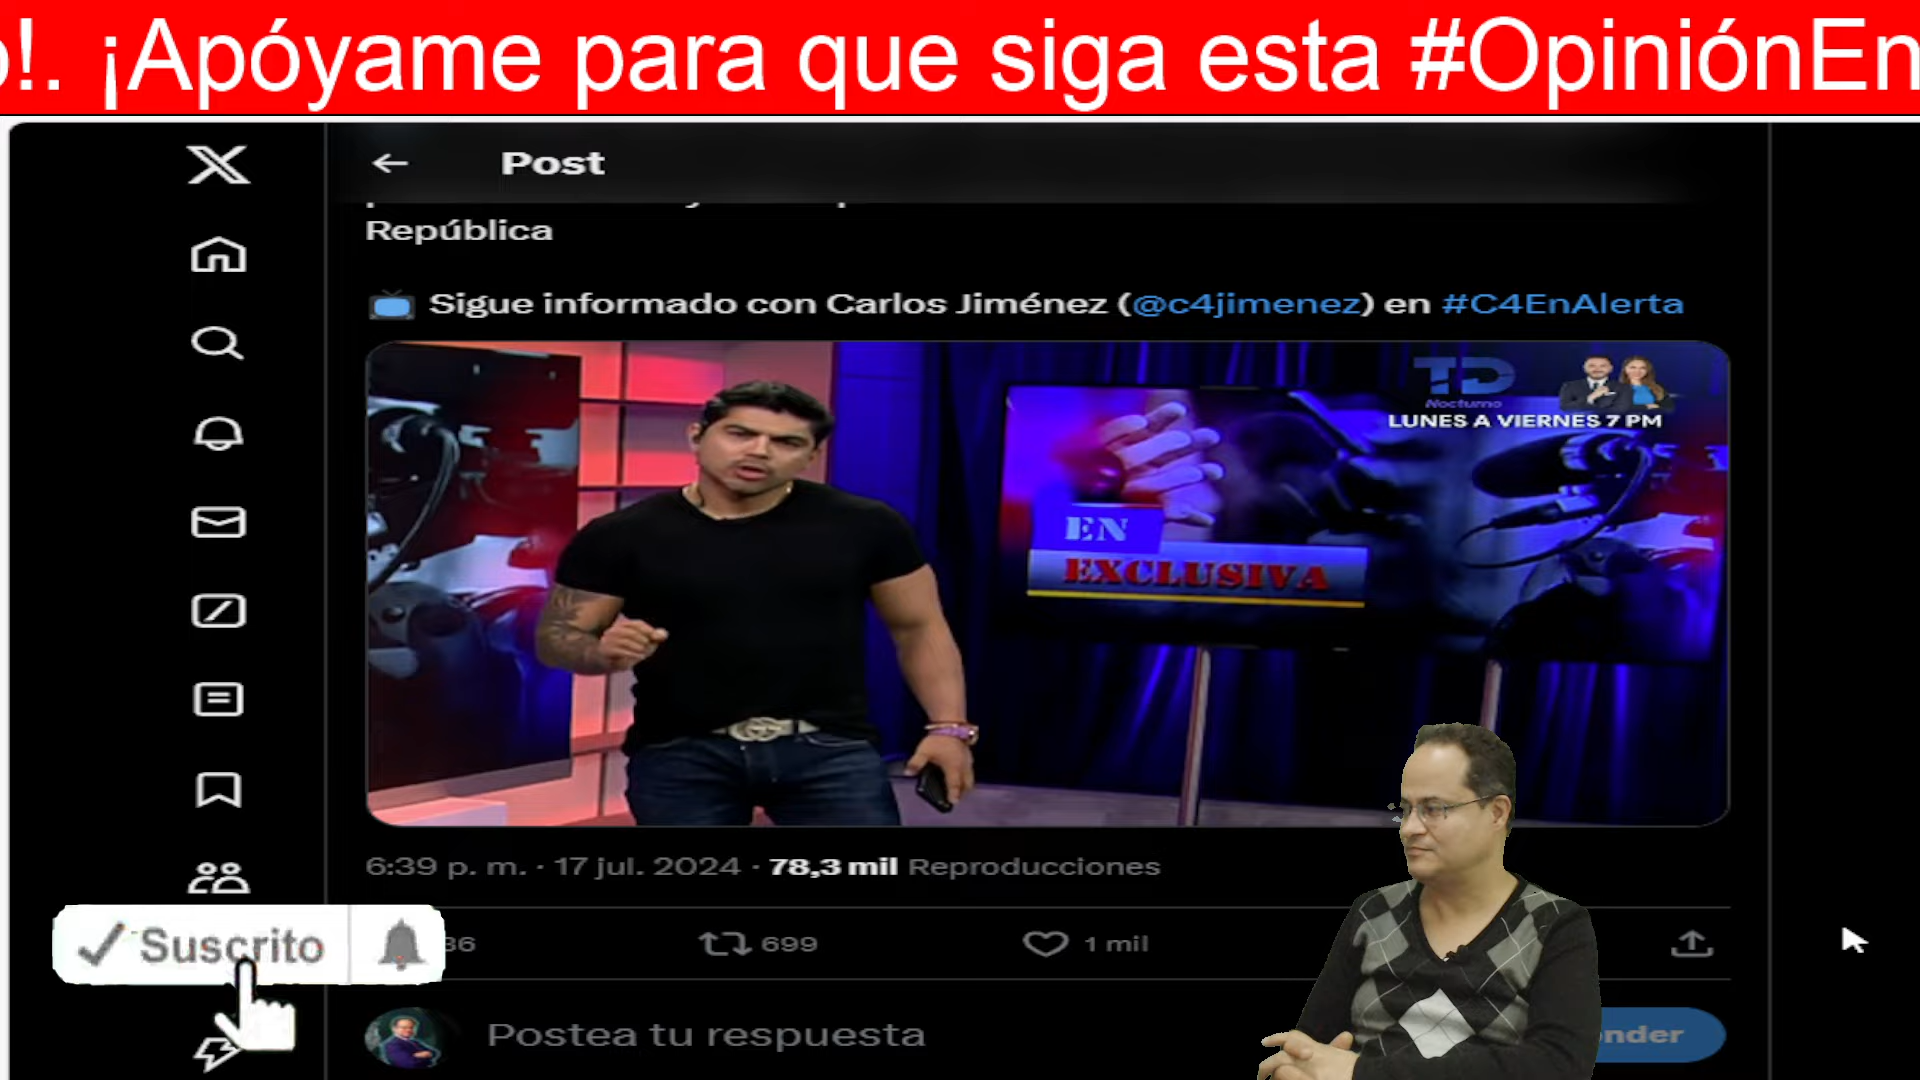 o!. ¡Apóyame para que siga esta #OpiniónEn
Post
República
Sigue informado con Carlos Jiménez (@c4jimenez) en #C4EnAlerta
TD
Nocturno
LUNES A VIERNES 7 PM
EN
EXCLUSIVA
6:39 p. m. · 17 jul. 2024 · 78,3 mil Reproducciones
Suscrito
36
699
1 mil
Postea tu respuesta
nder